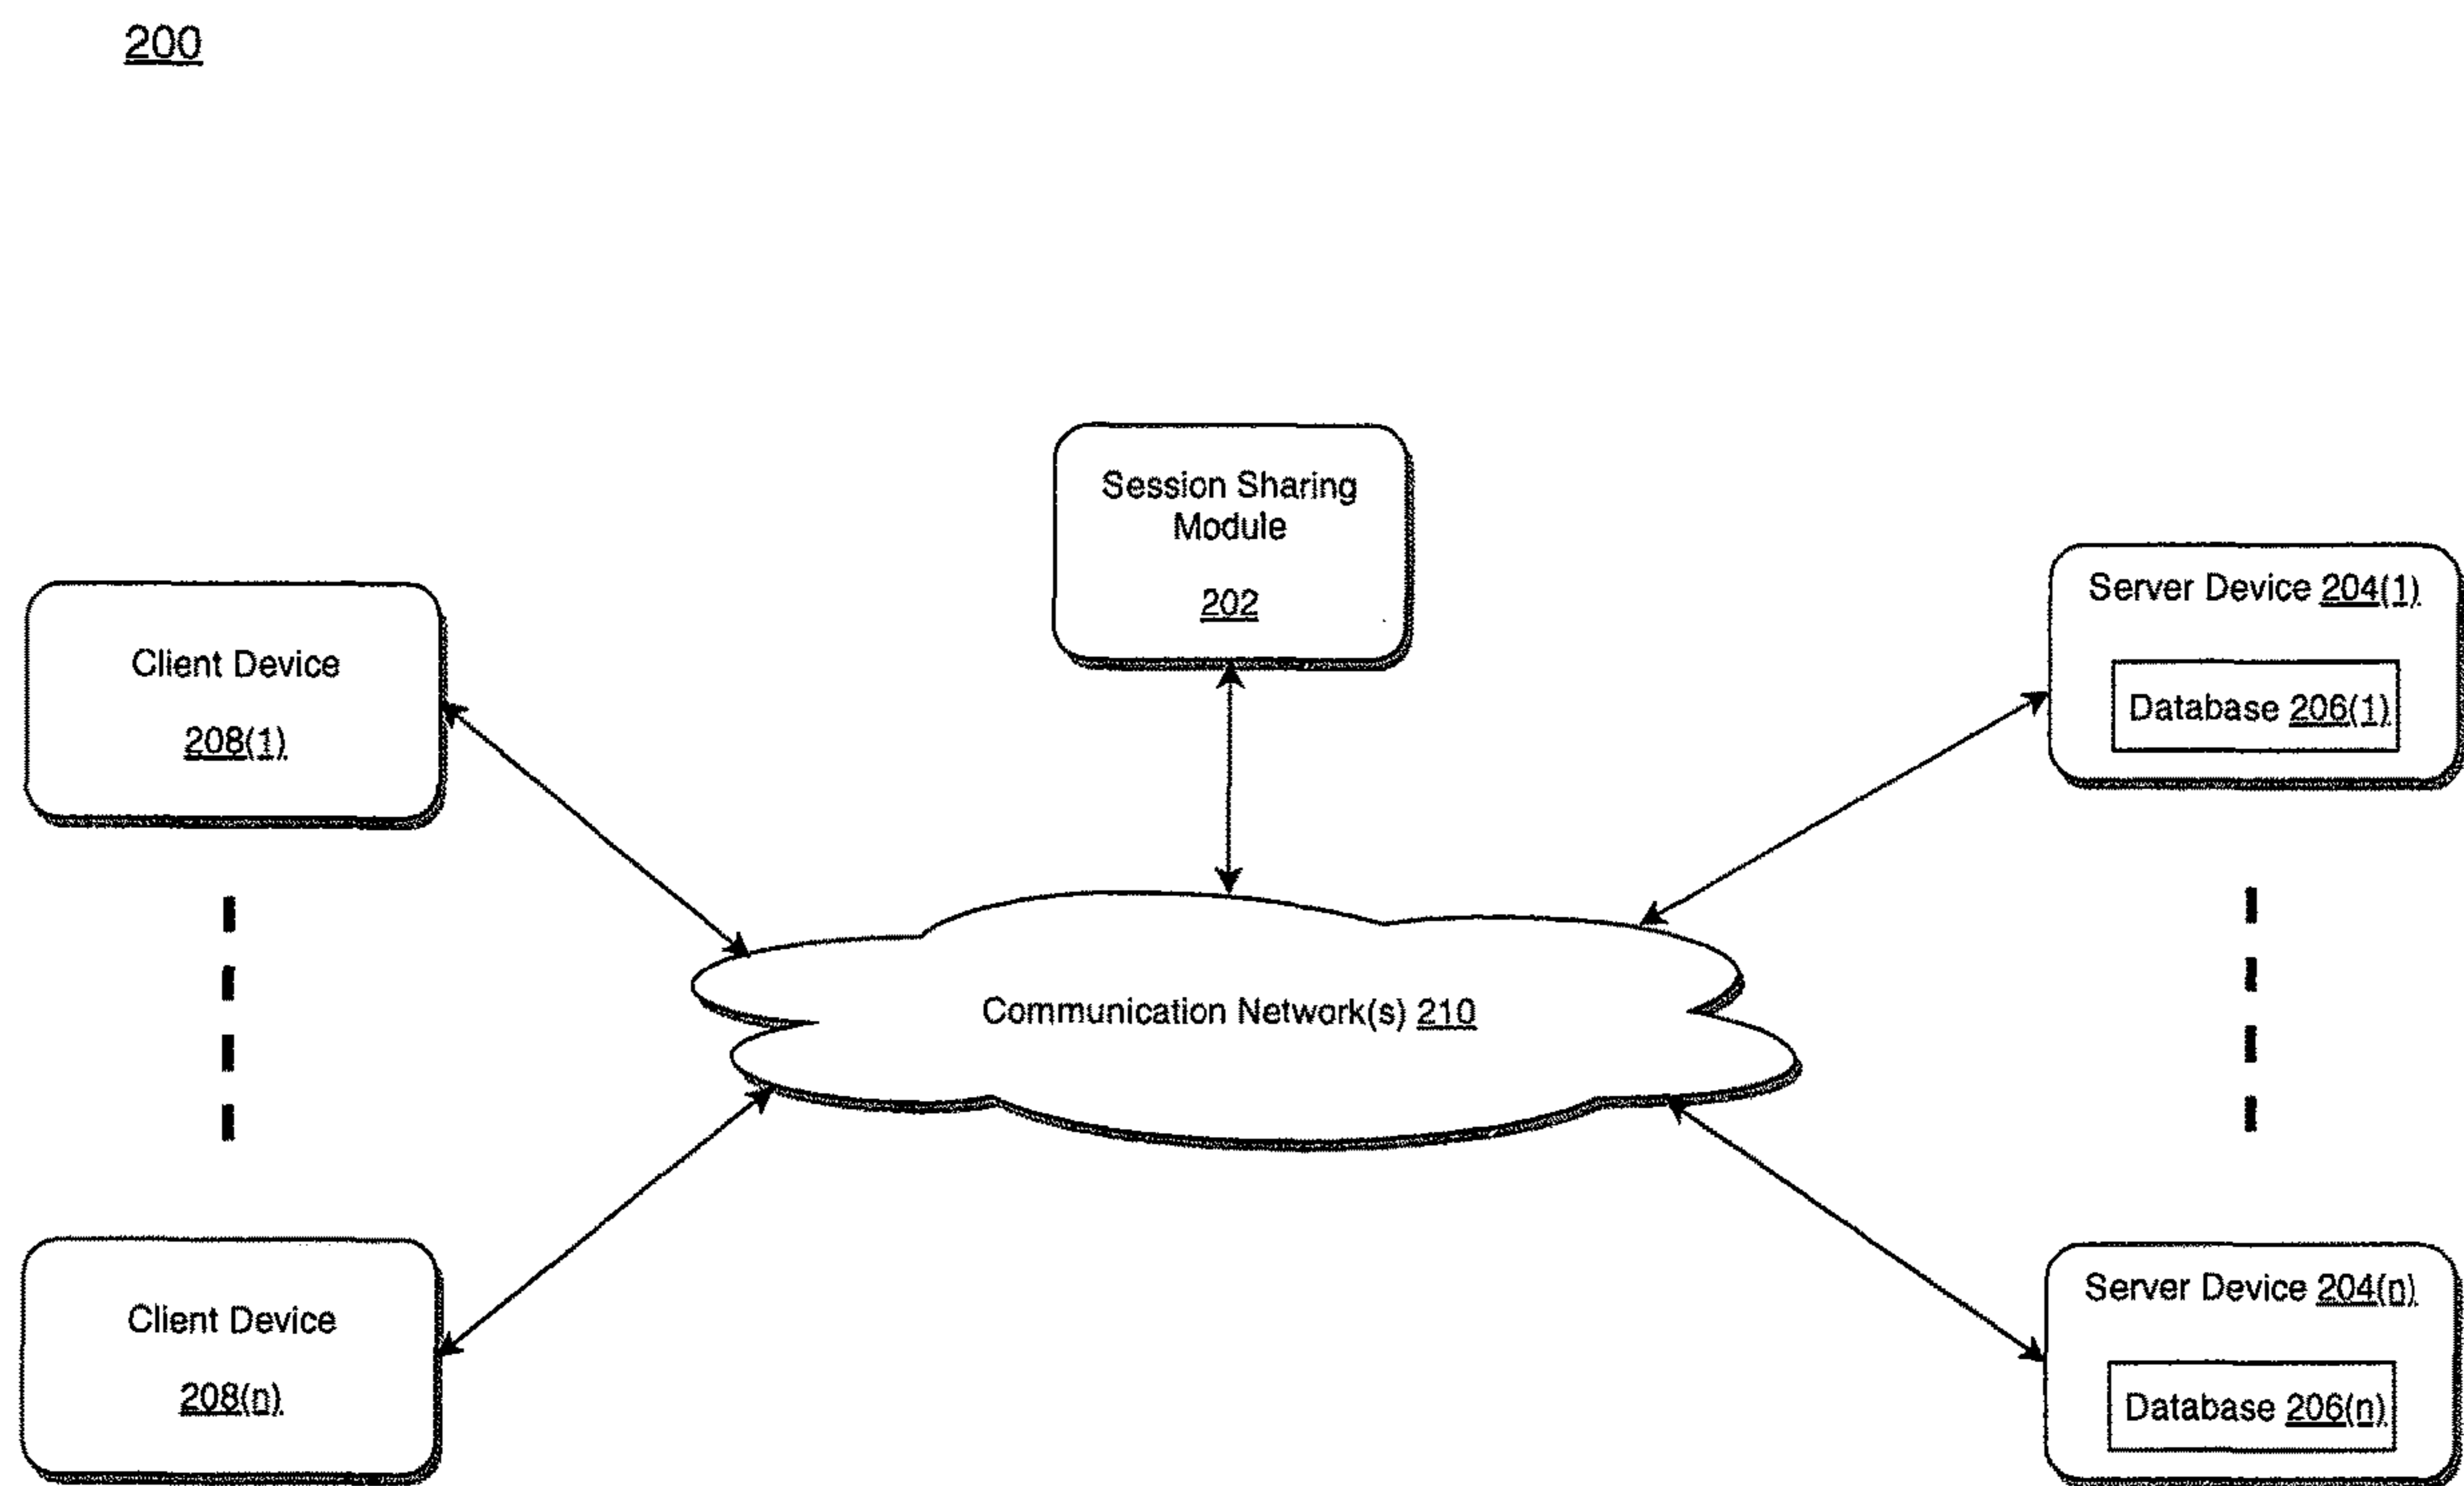 200
Session Sharing
Module
202
Client Device
208(1)
Server Device 204(1)
Database 206(1)
Communication Network(s) 210
Client Device
208(n)
Server Device 204(n)
Database 206(n)